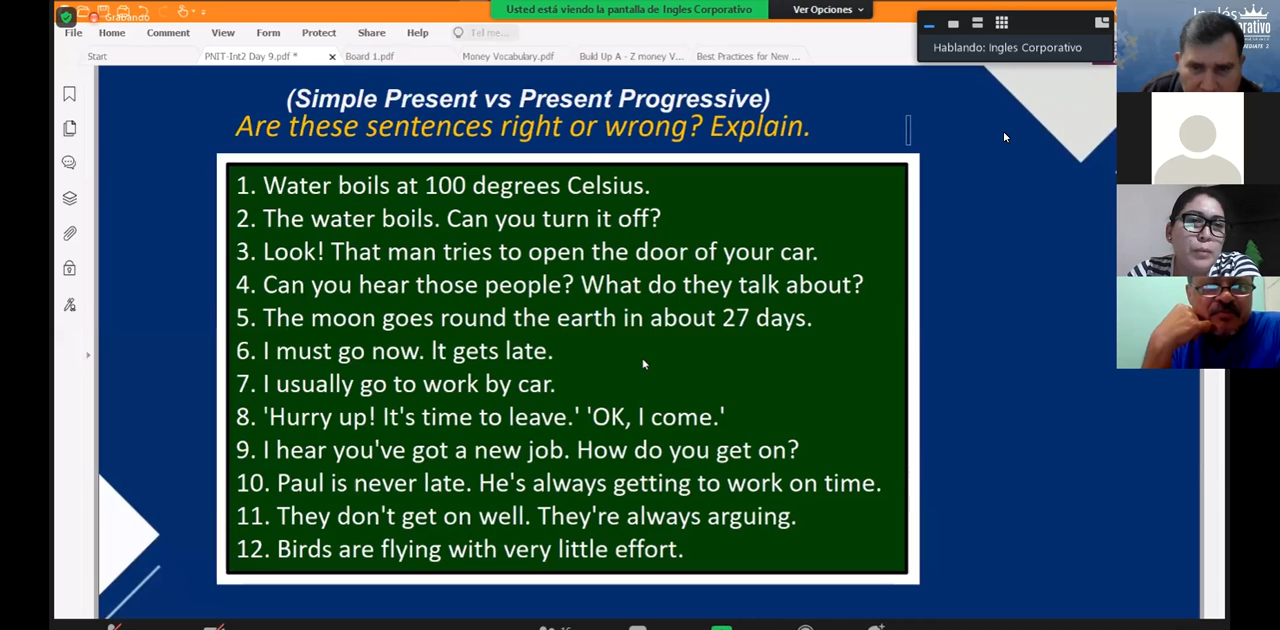 Grabando
Usted está viendo la pantalla de Ingles Corporativo
Ver Opciones
File Home Comment View Form Protect Share Help Tell me...
Hablando: Ingles Corporativo
Start PNIT-Int2 Day 9.pdf * Board 1.pdf Money Vocabulary.pdf Build Up A - Z money V... Best Practices for New ...
(Simple Present vs Present Progressive)
Are these sentences right or wrong? Explain.
1. Water boils at 100 degrees Celsius.
2. The water boils. Can you turn it off?
3. Look! That man tries to open the door of your car.
4. Can you hear those people? What do they talk about?
5. The moon goes round the earth in about 27 days.
6. I must go now. It gets late.
7. I usually go to work by car.
8. 'Hurry up! It's time to leave.' 'OK, I come.'
9. I hear you've got a new job. How do you get on?
10. Paul is never late. He's always getting to work on time.
11. They don't get on well. They're always arguing.
12. Birds are flying with very little effort.